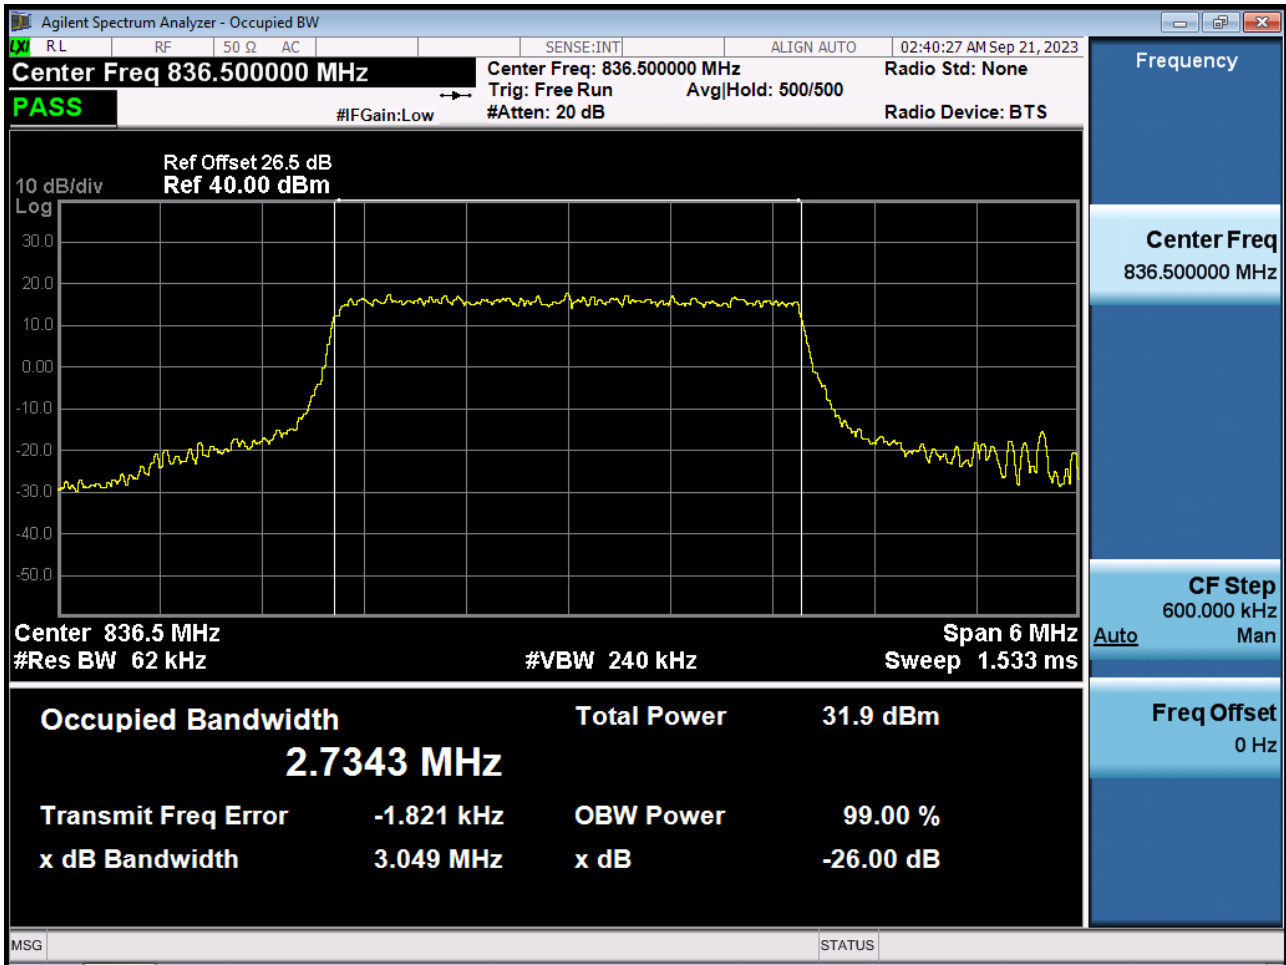 Agilent Spectrum Analyzer - Occupied BW
LXI RL RF 50 Ω AC SENSE:INT ALIGN AUTO 02:40:27 AM Sep 21, 2023
Center Freq 836.500000 MHz
Center Freq: 836.500000 MHz Radio Std: None
Trig: Free Run Avg|Hold: 500/500
PASS
#IFGain:Low #Atten: 20 dB Radio Device: BTS
Frequency
Ref Offset 26.5 dB
10 dB/div Ref 40.00 dBm
Log
30.0
20.0
10.0
0.00
-10.0
-20.0
-30.0
-40.0
-50.0
Center 836.5 MHz Span 6 MHz
#Res BW 62 kHz #VBW 240 kHz Sweep 1.533 ms
Occupied Bandwidth Total Power 31.9 dBm
2.7343 MHz
Transmit Freq Error -1.821 kHz OBW Power 99.00 %
x dB Bandwidth 3.049 MHz x dB -26.00 dB
Center Freq
836.500000 MHz
CF Step
600.000 kHz
Auto Man
Freq Offset
0 Hz
MSG STATUS